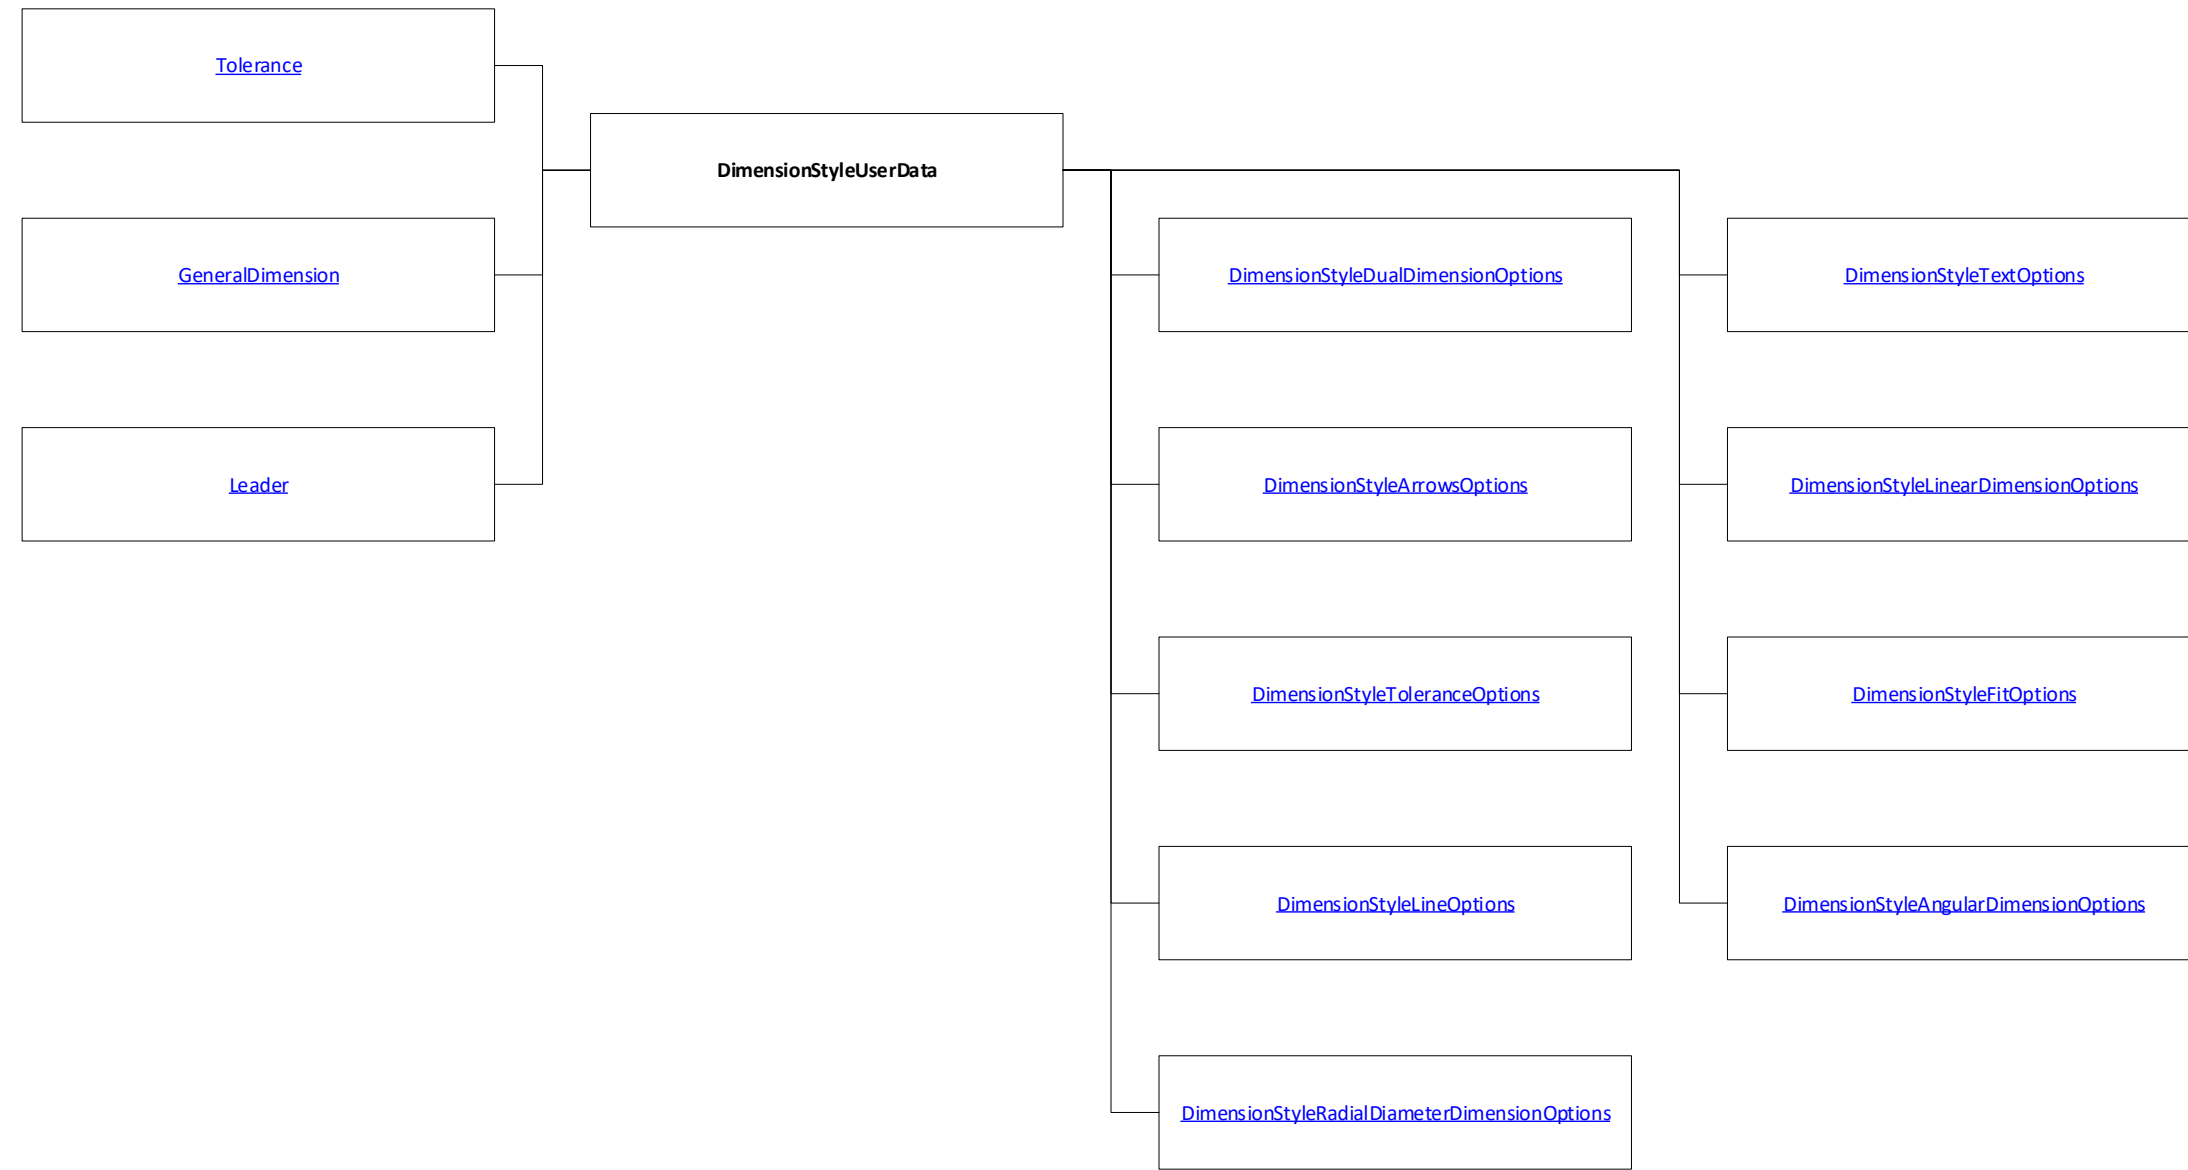 Tolerance
DimensionStyleUserData
GeneralDimension
DimensionStyleDualDimensionOptions
DimensionStyleTextOptions
Leader
DimensionStyleArrowsOptions
DimensionStyleLinearDimensionOptions
DimensionStyleToleranceOptions
DimensionStyleFitOptions
DimensionStyleLineOptions
DimensionStyleAngularDimensionOptions
DimensionStyleRadialDiameterDimensionOptions